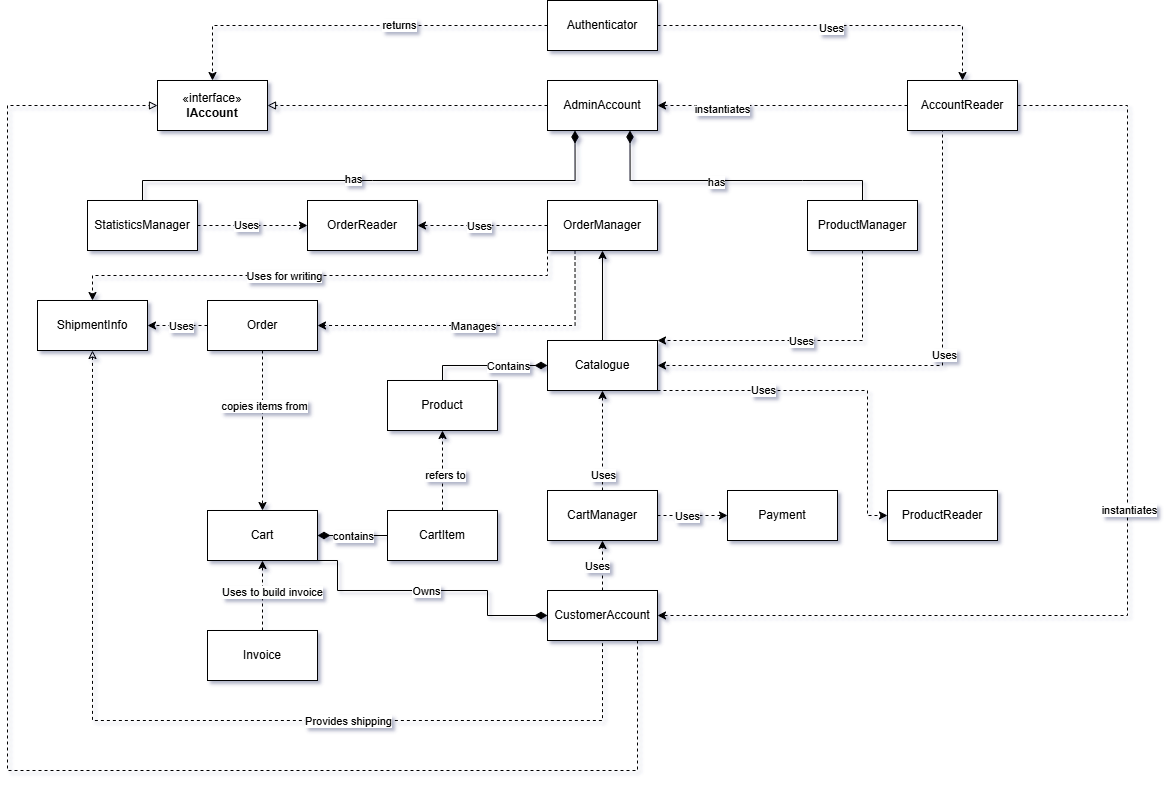 Authenticator
returns
Uses
«interface»
IAccount
AdminAccount
instantiates
AccountReader
has
has
StatisticsManager
Uses
OrderReader
Uses
OrderManager
ProductManager
Uses for writing
ShipmentInfo
Uses
Order
Manages
Uses
Uses
Contains
Catalogue
Uses
Product
copies items from
refers to
Uses
CartManager
Uses
Payment
ProductReader
instantiates
Cart
contains
CartItem
Uses
Uses to build invoice
Owns
CustomerAccount
Invoice
Provides shipping